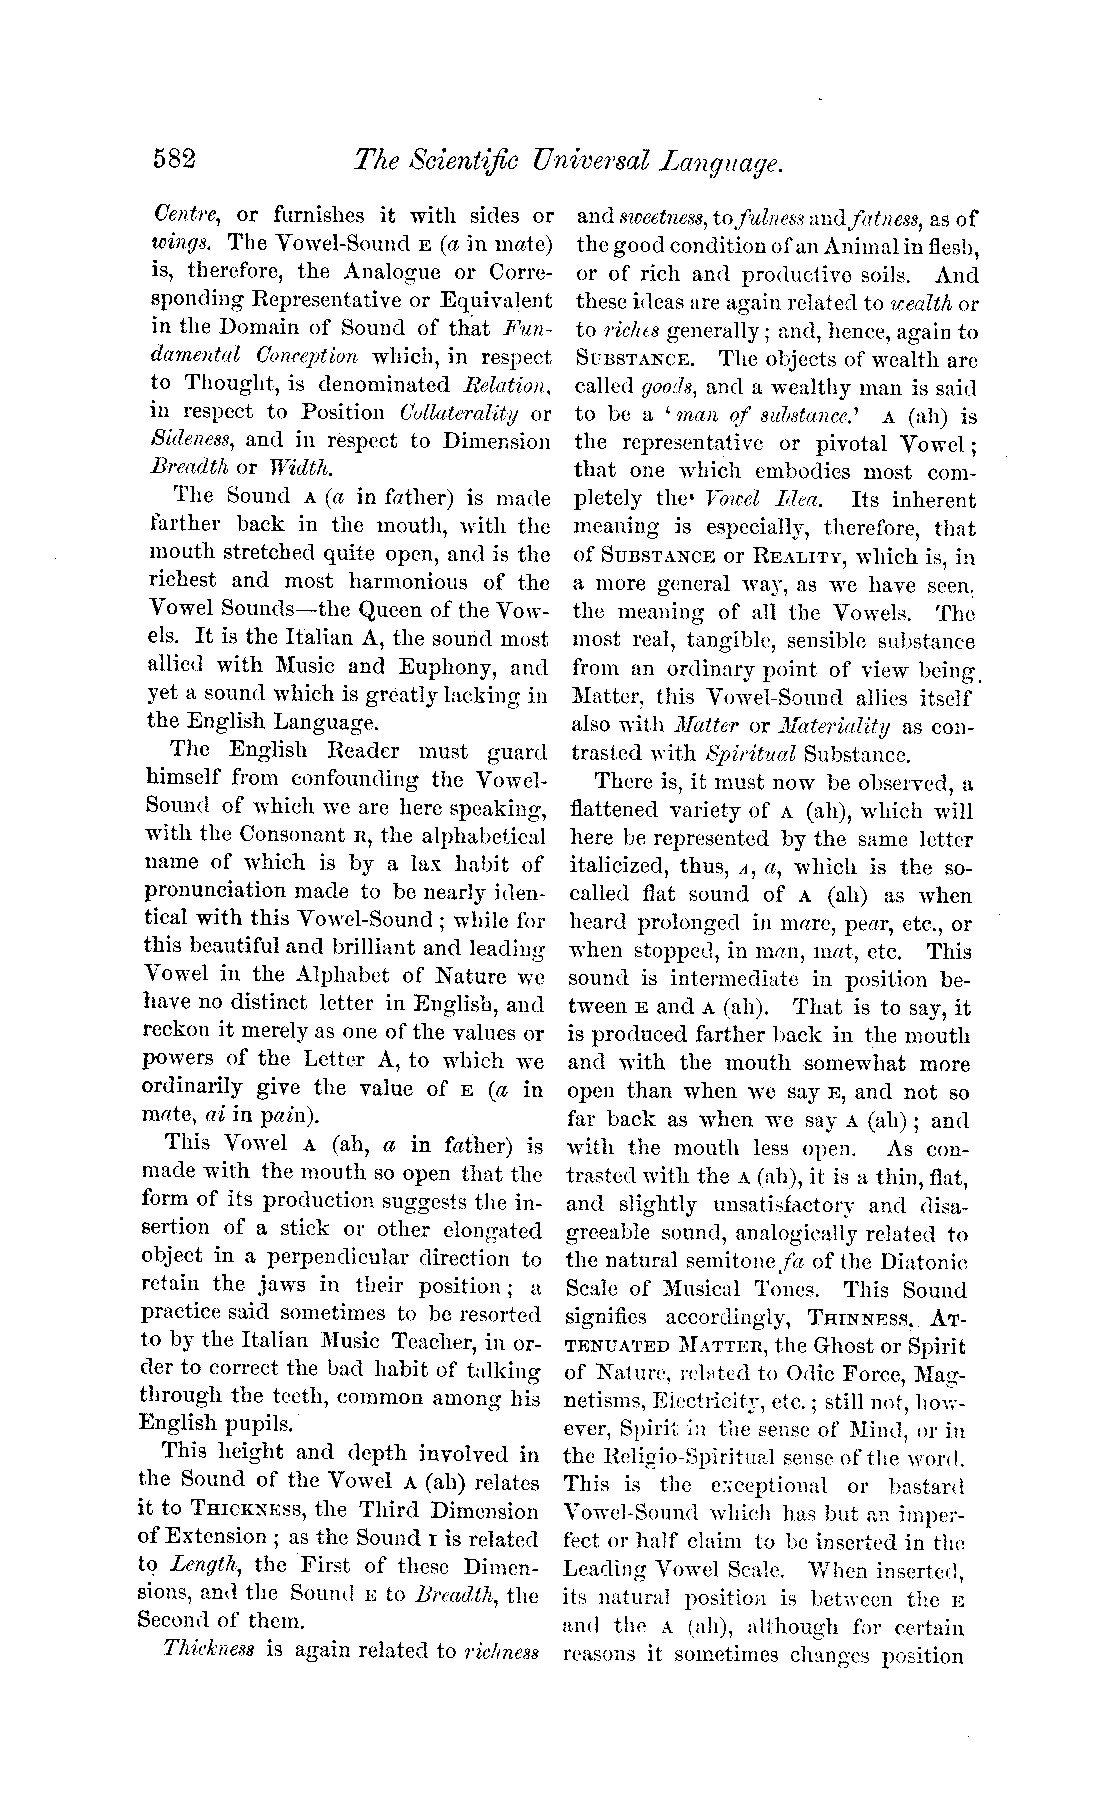 582 The Scientific Universal Language.
Centre, or furnishes it with sides or
wings. The Vowel-Sound E (a in mate)
is, therefore, the Analogue or Corre-
sponding Representative or Equivalent
in the Domain of Sound of that Fun-
damental Conception which, in respect
to Thought, is denominated Relation,
in respect to Position Collaterality or
Sideness, and in respect to Dimension
Breadth or Width.
The Sound A (a in father) is made
farther back in the mouth, with the
mouth stretched quite open, and is the
richest and most harmonious of the
Vowel Sounds—the Queen of the Vow-
els. It is the Italian A, the sound most
allied with Music and Euphony, and
yet a sound which is greatly lacking in
the English Language.
The English Reader must guard
himself from confounding the Vowel-
Sound of which we are here speaking,
with the Consonant R, the alphabetical
name of which is by a lax habit of
pronunciation made to be nearly iden-
tical with this Vowel-Sound; while for
this beautiful and brilliant and leading
Vowel in the Alphabet of Nature we
have no distinct letter in English, and
reckon it merely as one of the values or
powers of the Letter A, to which we
ordinarily give the value of E (a in
mate, ai in pain).
This Vowel A (ah, a in father) is
made with the mouth so open that the
form of its production suggests the in-
sertion of a stick or other elongated
object in a perpendicular direction to
retain the jaws in their position; a
practice said sometimes to be resorted
to by the Italian Music Teacher, in or-
der to correct the bad habit of talking
through the teeth, common among his
English pupils.
This height and depth involved in
the Sound of the Vowel A (ah) relates
it to THICKNESS, the Third Dimension
of Extension; as the Sound I is related
to Length, the First of these Dimen-
sions, and the Sound E to Breadth, the
Second of them.
Thickness is again related to richness
and sweetness, to fulness and fatness, as of
the good condition of an Animal in flesh,
or of rich and productive soils. And
these ideas are again related to wealth or
to riches generally; and, hence, again to
SUBSTANCE. The objects of wealth are
called goods, and a wealthy man is said
to be a 'man of substance.' A (ah) is
the representative or pivotal Vowel;
that one which embodies most com-
pletely the Vowel Idea. Its inherent
meaning is especially, therefore, that
of SUBSTANCE or REALITY, which is, in
a more general way, as we have seen,
the meaning of all the Vowels. The
most real, tangible, sensible substance
from an ordinary point of view being
Matter, this Vowel-Sound allies itself
also with Matter or Materiality as con-
trasted with Spiritual Substance.
There is, it must now be observed, a
flattened variety of A (ah), which will
here be represented by the same letter
italicized, thus, A, a, which is the so-
called flat sound of A (ah) as when
heard prolonged in mare, pear, etc., or
when stopped, in man, mat, etc. This
sound is intermediate in position be-
tween E and A (ah). That is to say, it
is produced farther back in the mouth
and with the mouth somewhat more
open than when we say E, and not so
far back as when we say A (ah); and
with the mouth less open. As con-
trasted with the A (ah), it is a thin, flat,
and slightly unsatisfactory and disa-
greeable sound, analogically related to
the natural semitone fa of the Diatonic
Scale of Musical Tones. This Sound
signifies accordingly, THINNESS, AT-
TENUATED MATTER, the Ghost or Spirit
of Nature, related to Odic Force, Mag-
netisms, Electricity, etc.; still not, how-
ever, Spirit in the sense of Mind, or in
the Religio-Spiritual sense of the word.
This is the exceptional or bastard
Vowel-Sound which has but an imper-
fect or half claim to be inserted in the
Leading Vowel Scale. When inserted,
its natural position is between the E
and the A (ah), although for certain
reasons it sometimes changes position